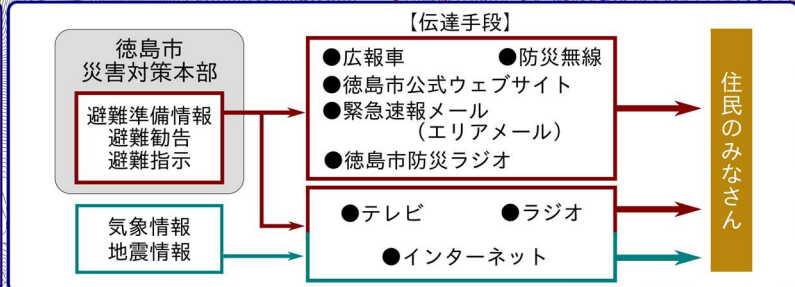 【伝達手段】
徳島市
災害対策本部
避難準備情報
避難勧告
避難指示
気象情報
地震情報
●広報車 ●防災無線
●徳島市公式ウェブサイト
●緊急速報メール
（エリアメール）
●徳島市防災ラジオ
●テレビ ●ラジオ
●インターネット
住民のみなさん